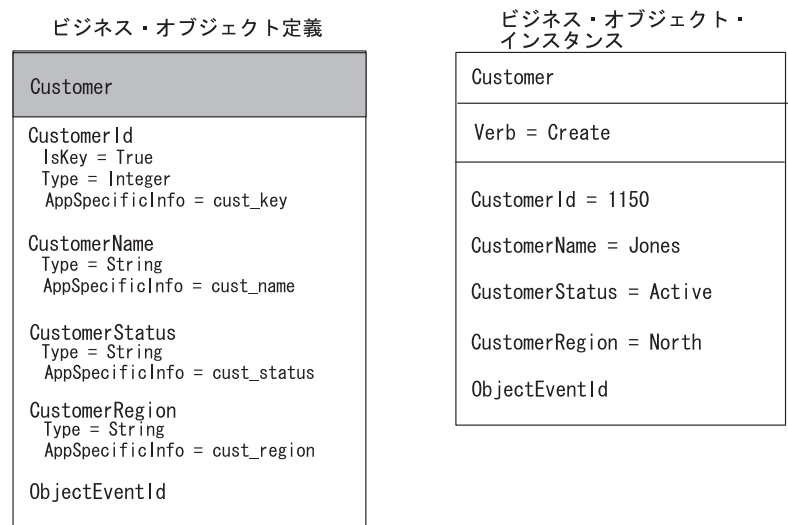 ビジネス・オブジェクト定義
Customer
CustomerId
IsKey = True
Type = Integer
AppSpecificInfo = cust_key
CustomerName
Type = String
AppSpecificInfo = cust_name
CustomerStatus
Type = String
AppSpecificInfo = cust_status
CustomerRegion
Type = String
AppSpecificInfo = cust_region
ObjectEventId
ビジネス・オブジェクト・
インスタンス
Customer
Verb = Create
CustomerId = 1150
CustomerName = Jones
CustomerStatus = Active
CustomerRegion = North
ObjectEventId